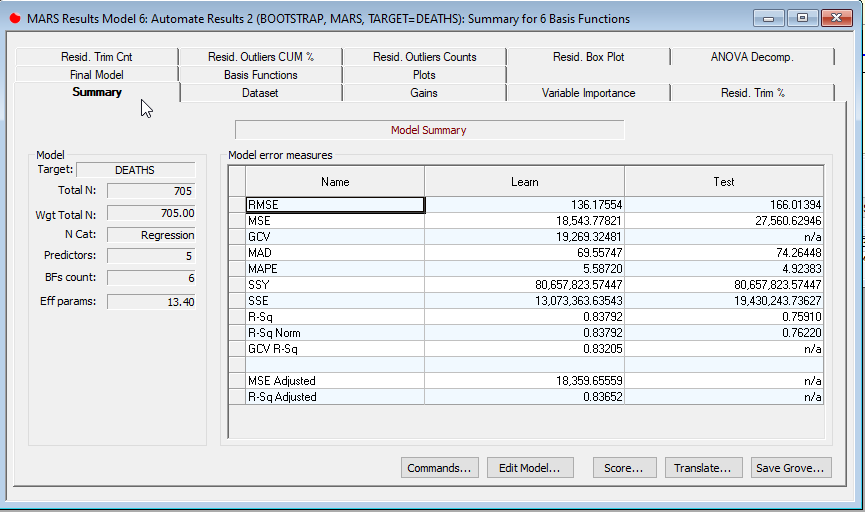 MARS Results Model 6: Automate Results 2 (BOOTSTRAP, MARS, TARGET=DEATHS): Summary for 6 Basis Functions
Resid. Trim Cnt Resid. Outliers CUM % Resid. Outliers Counts Resid. Box Plot ANOVA Decomp.
Final Model Basis Functions Plots
Summary Dataset Gains Variable Importance Resid. Trim %
Model Summary
Model
Target: DEATHS
Total N: 705
Wgt Total N: 705.00
N Cat: Regression
Predictors: 5
BFs count: 6
Eff params: 13.40
Model error measures
Name Learn Test
RMSE 136.17554 166.01394
MSE 18,543.77821 27,560.62946
GCV 19,269.32481 n/a
MAD 69.55747 74.26448
MAPE 5.58720 4.92383
SSY 80,657,823.57447 80,657,823.57447
SSE 13,073,363.63543 19,430,243.73627
R-Sq 0.83792 0.75910
R-Sq Norm 0.83792 0.76220
GCV R-Sq 0.83205 n/a
MSE Adjusted 18,359.65559 n/a
R-Sq Adjusted 0.83652 n/a
Commands... Edit Model... Score... Translate... Save Grove...